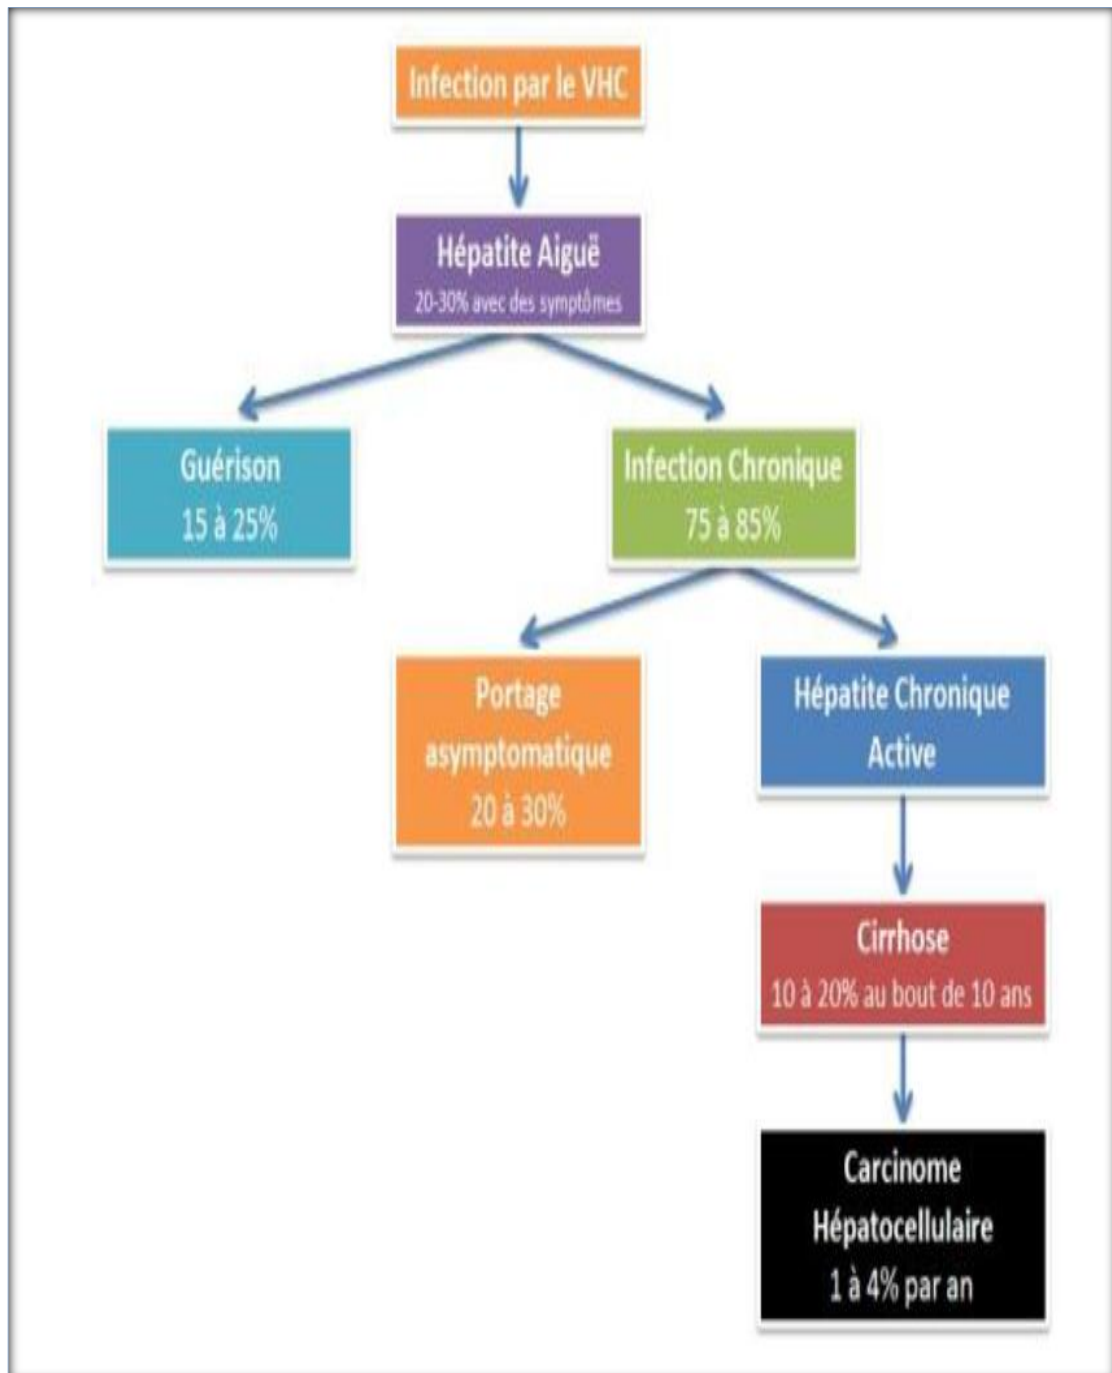 Infection par le VHC
Hépatite Aiguë
20-30% avec des symptômes
Guérison
15 à 25%
Infection Chronique
75 à 85%
Portage
asymptomatique
20 à 30%
Hépatite Chronique
Active
Cirrhose
10 à 20% au bout de 10 ans
Carcinome
Hépatocellulaire
1 à 4% par an